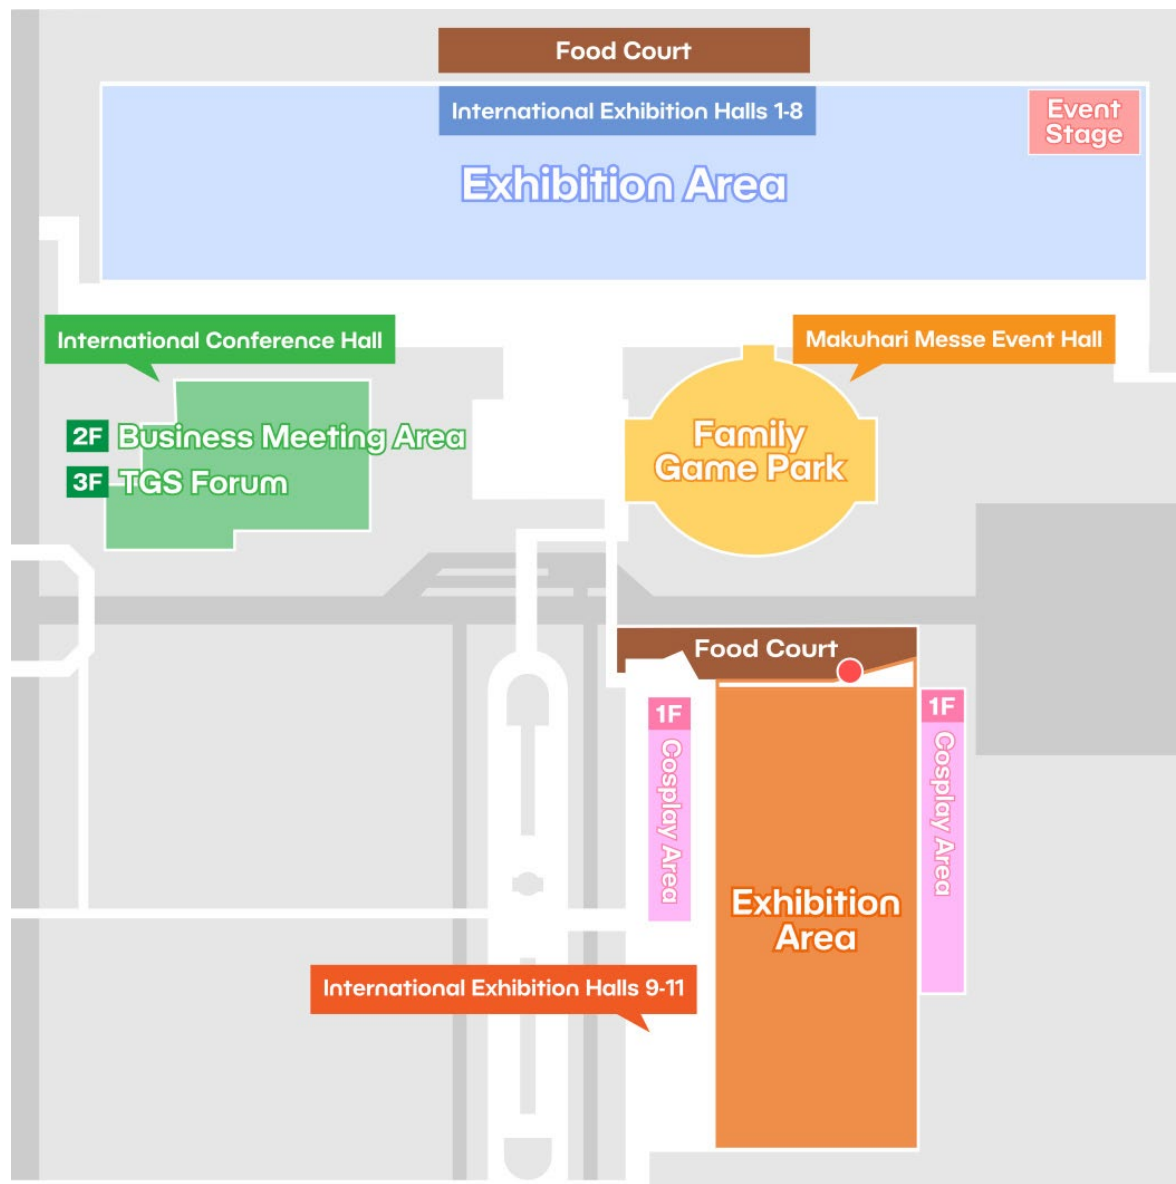 Food Court
International Exhibition Halls 1-8
Event
Stage
Exhibition Area
International Conference Hall
Makuhari Messe Event Hall
2F Business Meeting Area
3F TGS Forum
Family
Game Park
Food Court
1F
Cosplay Area
1F
Cosplay Area
Exhibition
Area
International Exhibition Halls 9-11